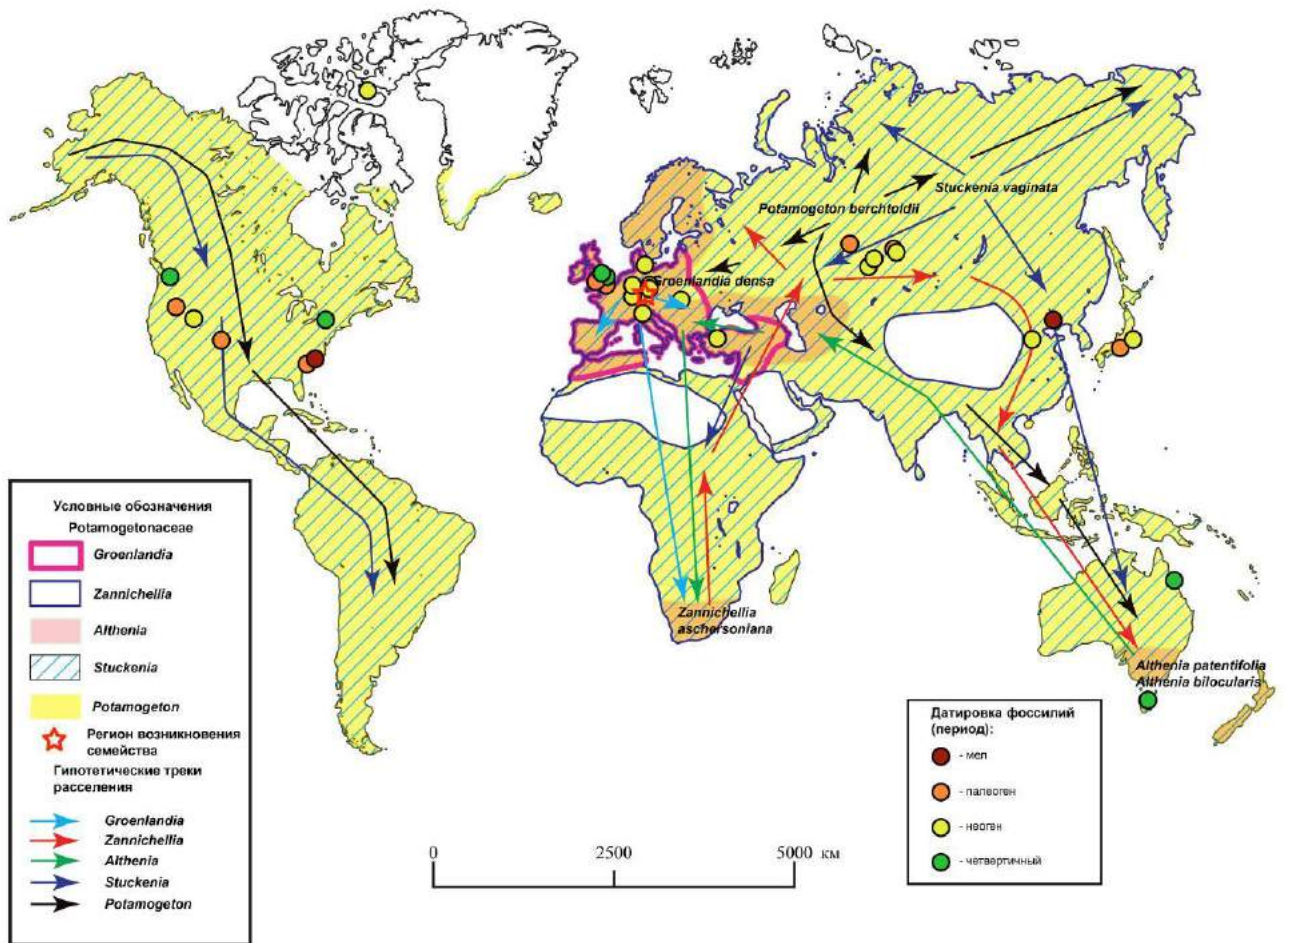 Stuckenia vaginata
Potamogeton berchtoldii
Groenlandia densa
Zannichellia
aschersoniana
Althenia patentifolia
Althenia bilocularis
Условные обозначения
Potamogetonaceae
Groenlandia
Zannichellia
Althenia
Stuckenia
Potamogeton
Регион возникновения
семейства
Гипотетические треки
расселения
Groenlandia
Zannichellia
Althenia
Stuckenia
Potamogeton
Датировка фоссилий
(период):
- мел
- палеоген
- неоген
- четвертичный
0 2500 5000 км